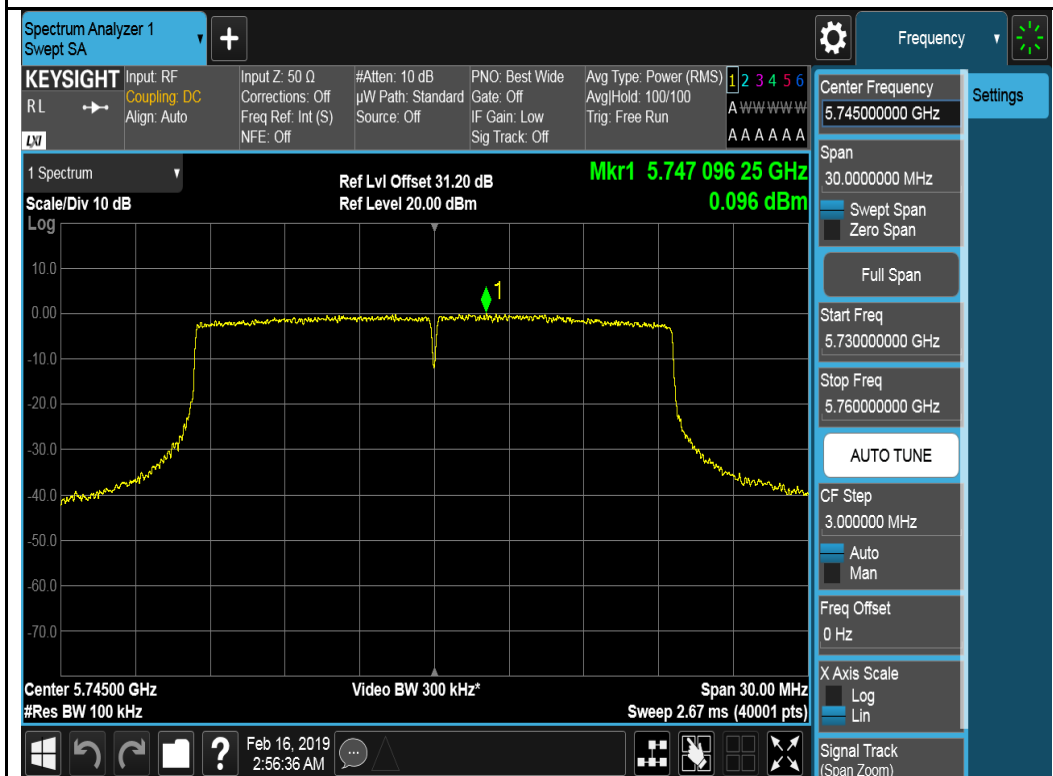 Spectrum Analyzer 1
Swept SA
+
Frequency
KEYSIGHT
RL
LXI
Input: RF
Coupling: DC
Align: Auto
Input Z: 50 Ω
Corrections: Off
Freq Ref: Int (S)
NFE: Off
#Atten: 10 dB
µW Path: Standard
Source: Off
PNO: Best Wide
Gate: Off
IF Gain: Low
Sig Track: Off
Avg Type: Power (RMS)
Avg|Hold: 100/100
Trig: Free Run
1 2 3 4 5 6
A W W W W W
A A A A A A
1 Spectrum
Scale/Div 10 dB
Log
Ref Lvl Offset 31.20 dB
Ref Level 20.00 dBm
Mkr1 5.747 096 25 GHz
0.096 dBm
1
10.0
0.00
-10.0
-20.0
-30.0
-40.0
-50.0
-60.0
-70.0
Center 5.74500 GHz
#Res BW 100 kHz
Video BW 300 kHz*
Span 30.00 MHz
Sweep 2.67 ms (40001 pts)
?
Feb 16, 2019
2:56:36 AM
Center Frequency
5.745000000 GHz
Span
30.0000000 MHz
Swept Span
Zero Span
Full Span
Start Freq
5.730000000 GHz
Stop Freq
5.760000000 GHz
AUTO TUNE
CF Step
3.000000 MHz
Auto
Man
Freq Offset
0 Hz
X Axis Scale
Log
Lin
Signal Track
(Span Zoom)
Settings